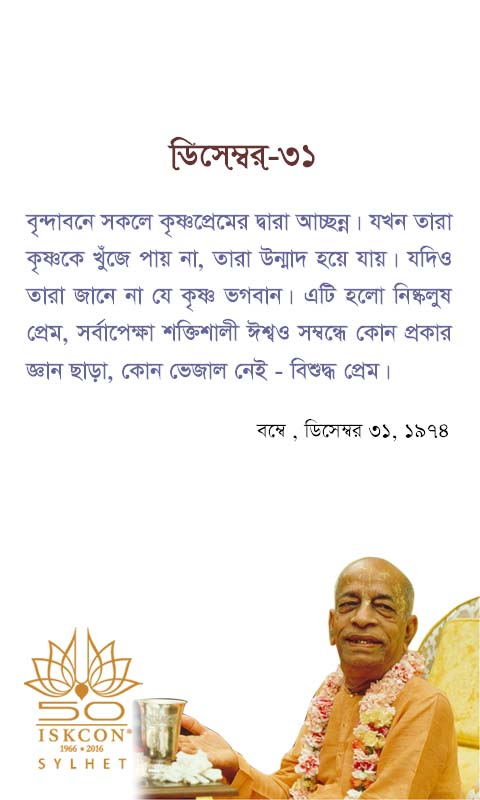 ডিসেম্বর-৩১
বৃন্দাবনে সকলে কৃষ্ণপ্রেমের দ্বারা আচ্ছন্ন। যখন তারা
কৃষ্ণকে খুঁজে পায় না, তারা উন্মাদ হয়ে যায়। যদিও
তারা জানে না যে কৃষ্ণ ভগবান। এটি হলো নিষ্কলুষ
প্রেম, সর্বাপেক্ষা শক্তিশালী ঈশ্বও সম্বন্ধে কোন প্রকার
জ্ঞান ছাড়া, কোন ভেজাল নেই - বিশুদ্ধ প্রেম।
বম্বে , ডিসেম্বর ৩১, ১৯৭৪
50
ISKCON®
1966 • 2016
SYLHET